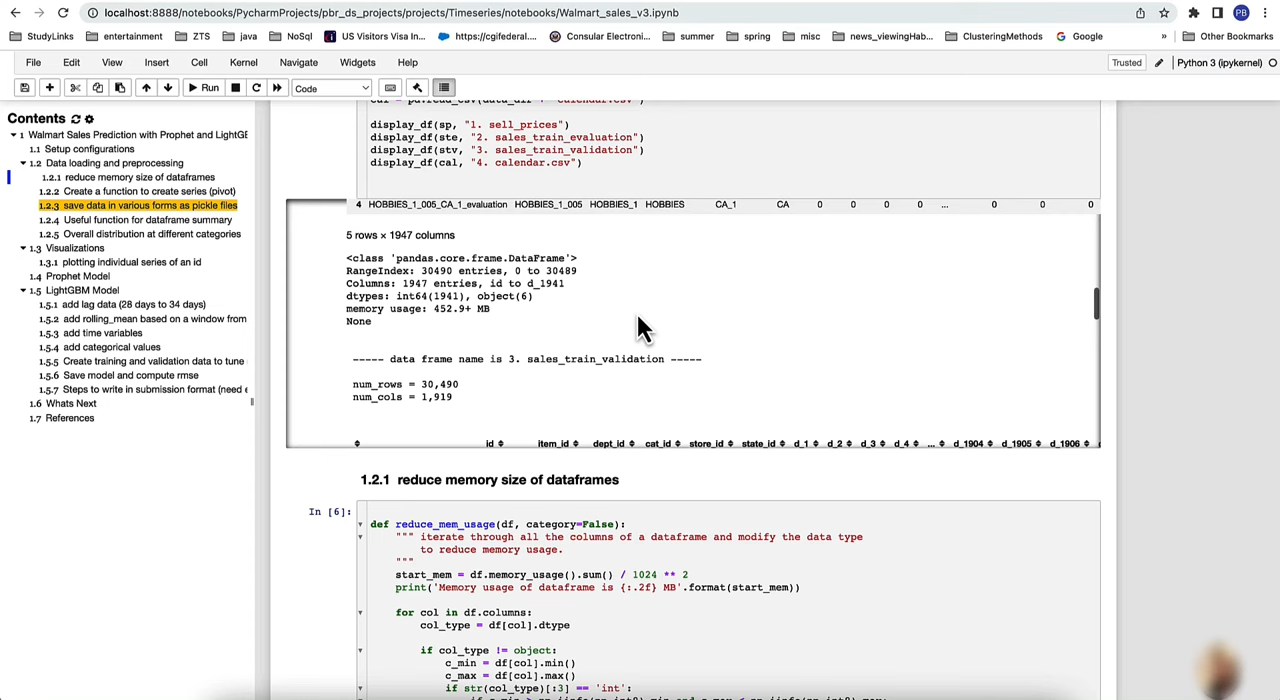 localhost:8888/notebooks/PycharmProjects/pbr_ds_projects/projects/Timeseries/notebooks/Walmart_sales_v3.ipynb
PB
StudyLinks entertainment ZTS java NoSql US Visitors Visa In... https://cgifederal.... Consular Electroni... summer spring misc news_viewingHab... ClusteringMethods Google » Other Bookmarks
File Edit View Insert Cell Kernel Navigate Widgets Help Trusted Python 3 (ipykernel)
Run Code
Contents
1 Walmart Sales Prediction with Prophet and LightGB
1.1 Setup configurations
1.2 Data loading and preprocessing
1.2.1 reduce memory size of dataframes
1.2.2 Create a function to create series (pivot)
1.2.3 save data in various forms as pickle files
1.2.4 Useful function for dataframe summary
1.2.5 Overall distribution at different categories
1.3 Visualizations
1.3.1 plotting individual series of an id
1.4 Prophet Model
1.5 LightGBM Model
1.5.1 add lag data (28 days to 34 days)
1.5.2 add rolling_mean based on a window from
1.5.3 add time variables
1.5.4 add categorical values
1.5.5 Create training and validation data to tune
1.5.6 Save model and compute rmse
1.5.7 Steps to write in submission format (need e
1.6 Whats Next
1.7 References
cal = pd.read_csv(data_dir + "calendar.csv")
display_df(sp, "1. sell_prices")
display_df(ste, "2. sales_train_evaluation")
display_df(stv, "3. sales_train_validation")
display_df(cal, "4. calendar.csv")
4 HOBBIES_1_005_CA_1_evaluation HOBBIES_1_005 HOBBIES_1 HOBBIES CA_1 CA 0 0 0 0 ... 0 0 0
5 rows × 1947 columns
<class 'pandas.core.frame.DataFrame'>
RangeIndex: 30490 entries, 0 to 30489
Columns: 1947 entries, id to d_1941
dtypes: int64(1941), object(6)
memory usage: 452.9+ MB
None
----- data frame name is 3. sales_train_validation -----
num_rows = 30,490
num_cols = 1,919
id item_id dept_id cat_id store_id state_id d_1 d_2 d_3 d_4 ... d_1904 d_1905 d_1906
1.2.1 reduce memory size of dataframes
In [6]:
def reduce_mem_usage(df, category=False):
""" iterate through all the columns of a dataframe and modify the data type
to reduce memory usage.
"""
start_mem = df.memory_usage().sum() / 1024 ** 2
print('Memory usage of dataframe is {:.2f} MB'.format(start_mem))
for col in df.columns:
col_type = df[col].dtype
if col_type != object:
c_min = df[col].min()
c_max = df[col].max()
if str(col_type)[:3] == 'int':